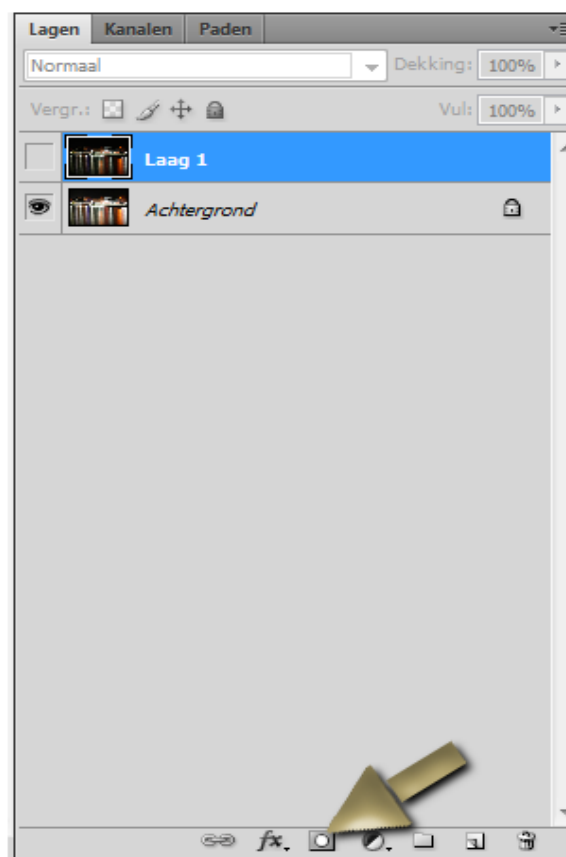 Lagen Kanalen Paden
Normaal Dekking: 100%
Vergr.: Vul: 100%
Laag 1
Achtergrond
fx.